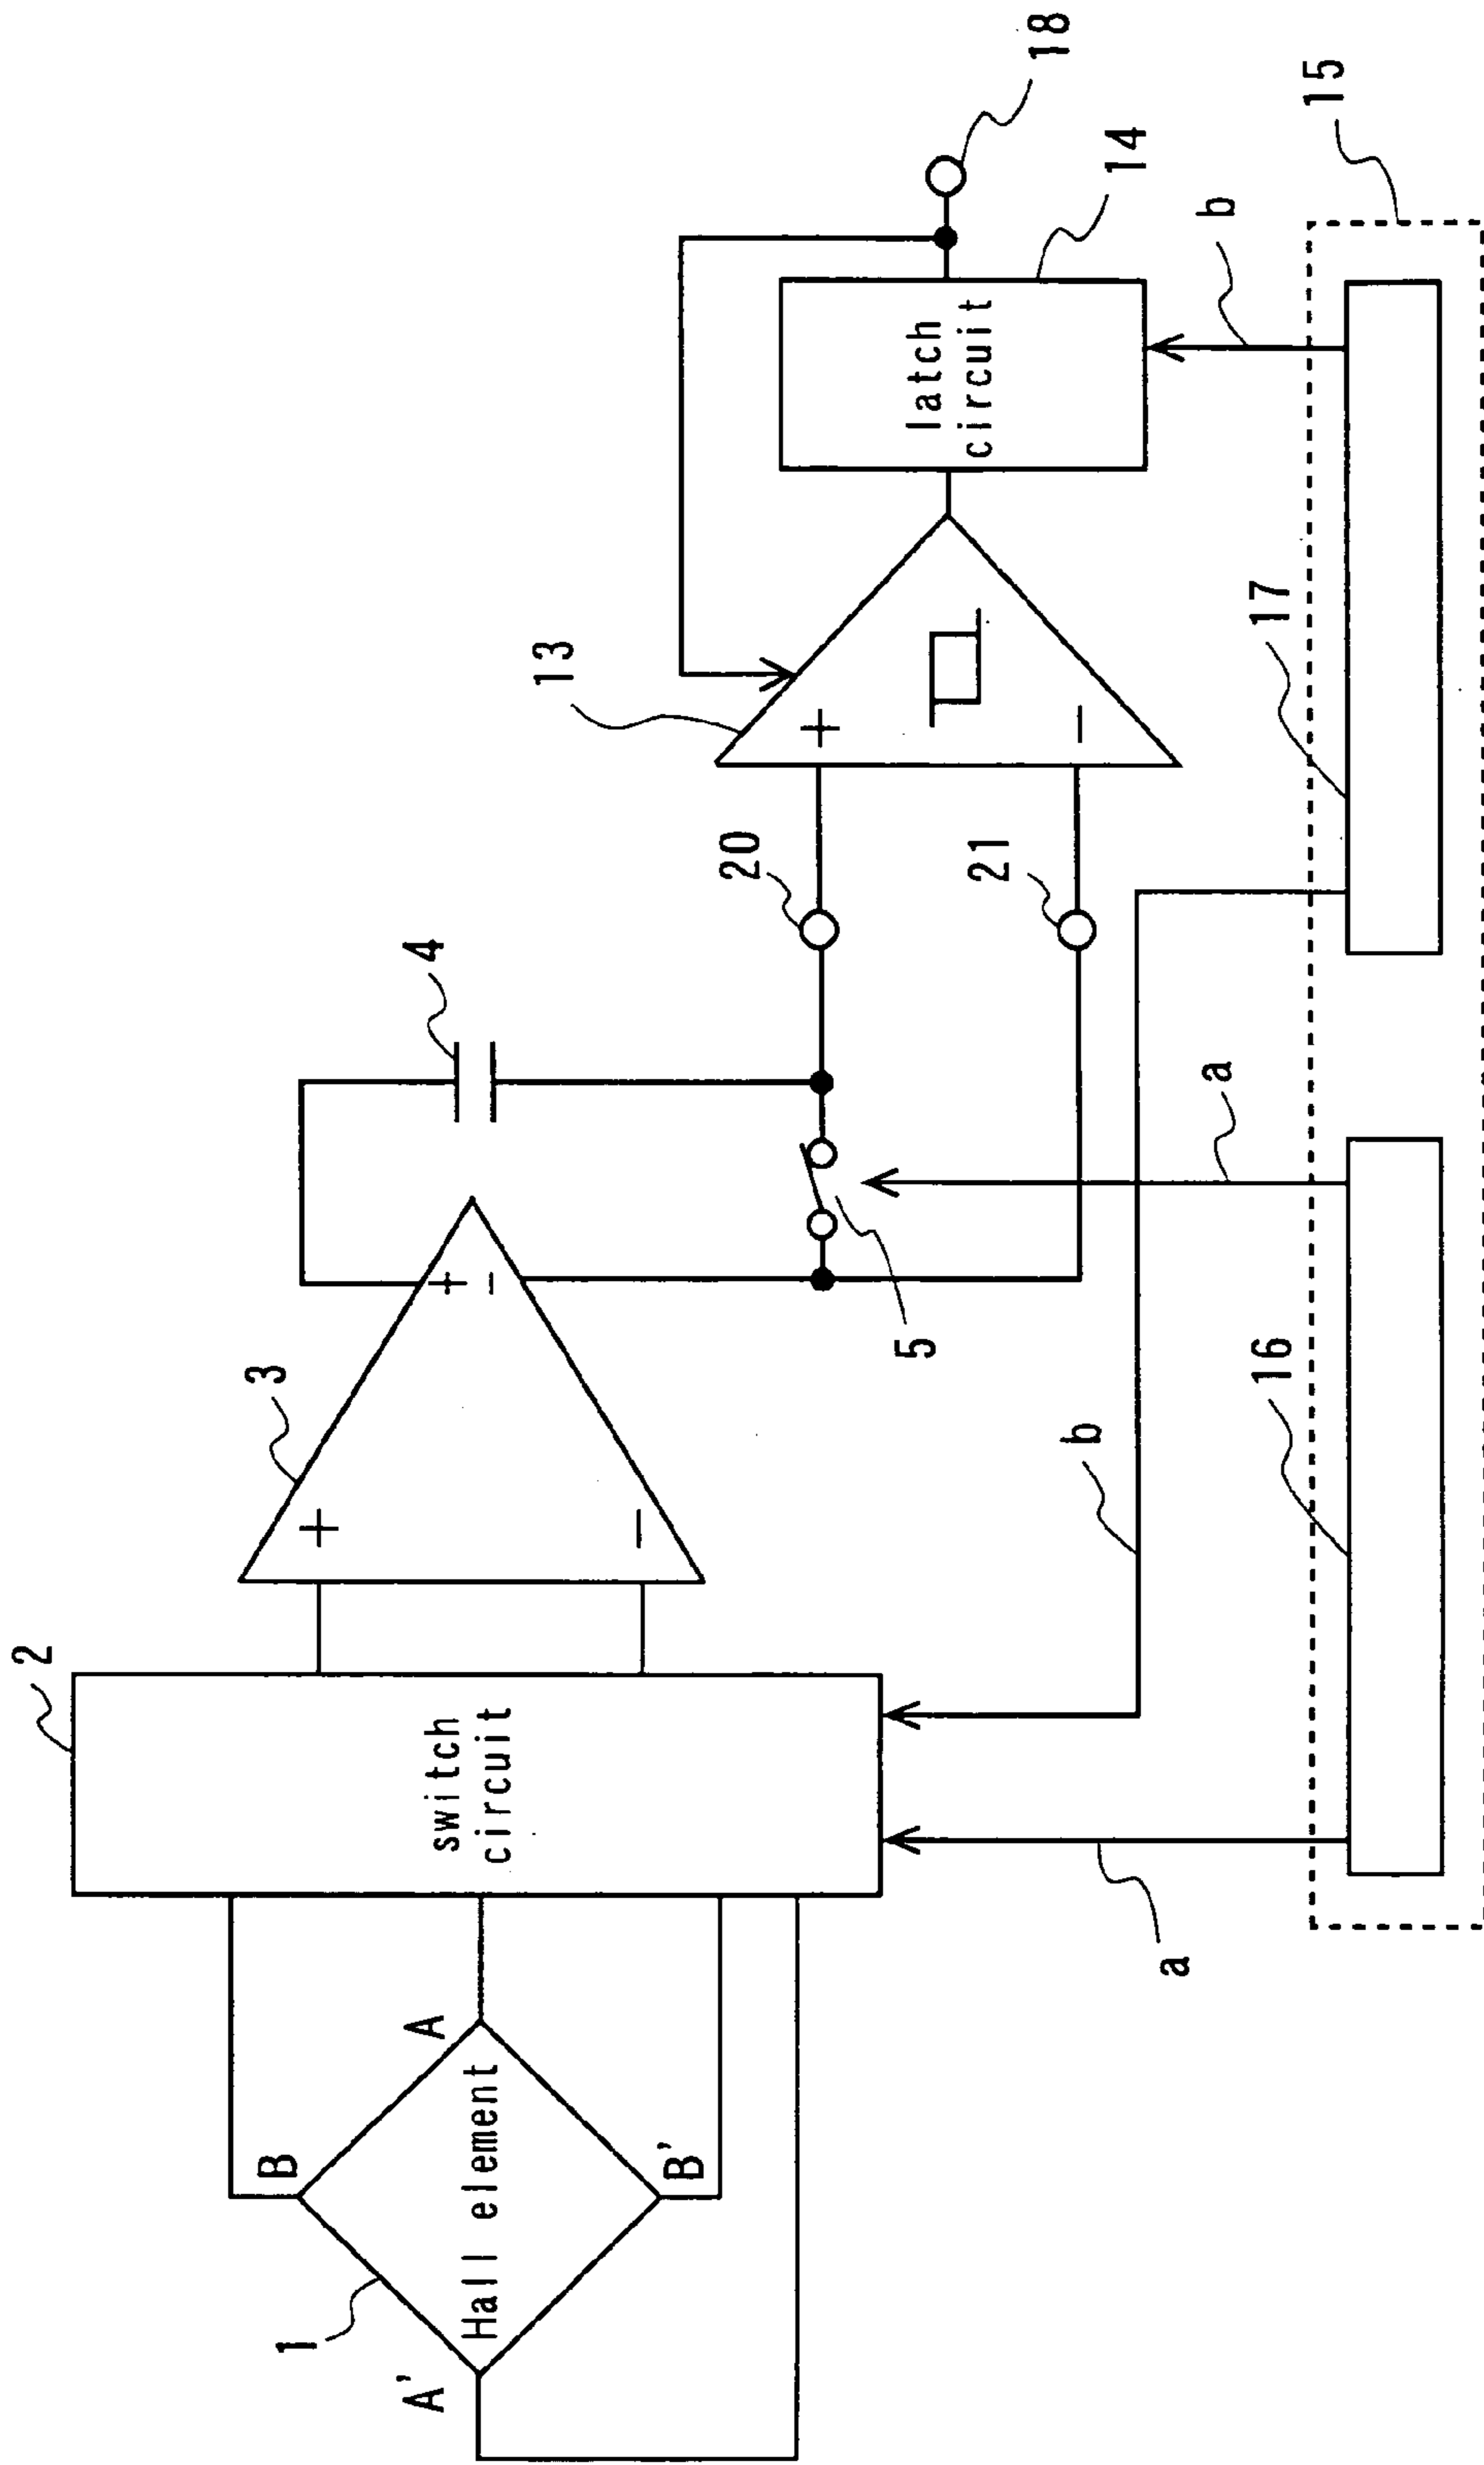 2
3
4
13
18
1
B
A'
Hall element
A
B'
switch
circuit
+
−
+
−
5
20
21
+
−
latch
circuit
14
a
b
a
b
16
17
15